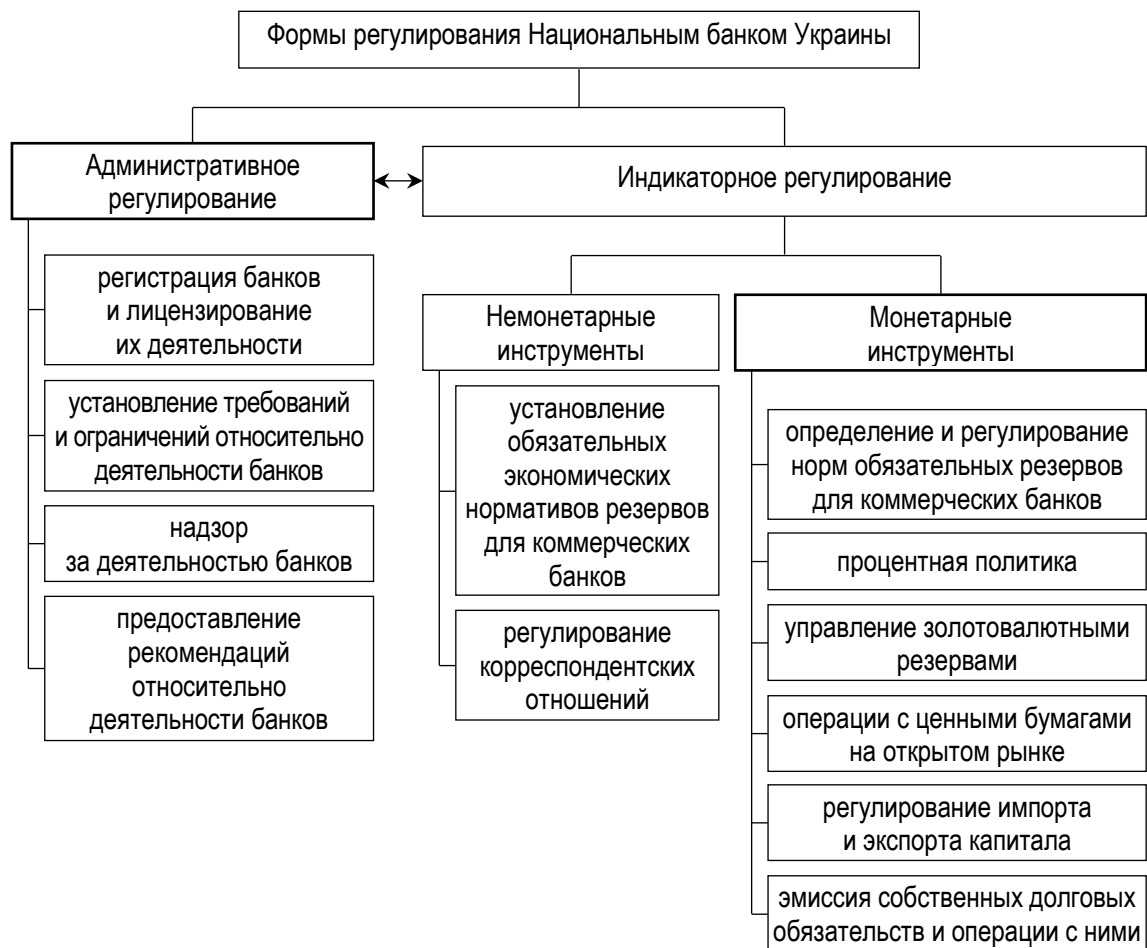 Формы регулирования Национальным банком Украины
Административное
регулирование
Индикаторное регулирование
регистрация банков
и лицензирование
их деятельности
установление требований
и ограничений относительно
деятельности банков
надзор
за деятельностью банков
предоставление
рекомендаций
относительно
деятельности банков
Немонетарные
инструменты
установление
обязательных
экономических
нормативов резервов
для коммерческих
банков
регулирование
корреспондентских
отношений
Монетарные
инструменты
определение и регулирование
норм обязательных резервов
для коммерческих банков
процентная политика
управление золотовалютными
резервами
операции с ценными бумагами
на открытом рынке
регулирование импорта
и экспорта капитала
эмиссия собственных долговых
обязательств и операции с ними